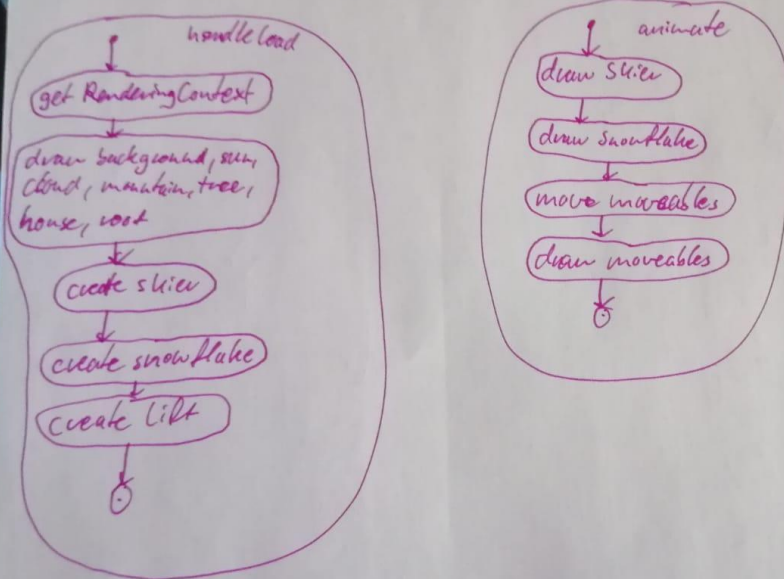 handleLoad
get RenderingContext
draw background, sun,
cloud, mountain, tree,
house, root
create skier
create snowflake
create lift
animate
draw skier
draw snowflake
move moveables
draw moveables